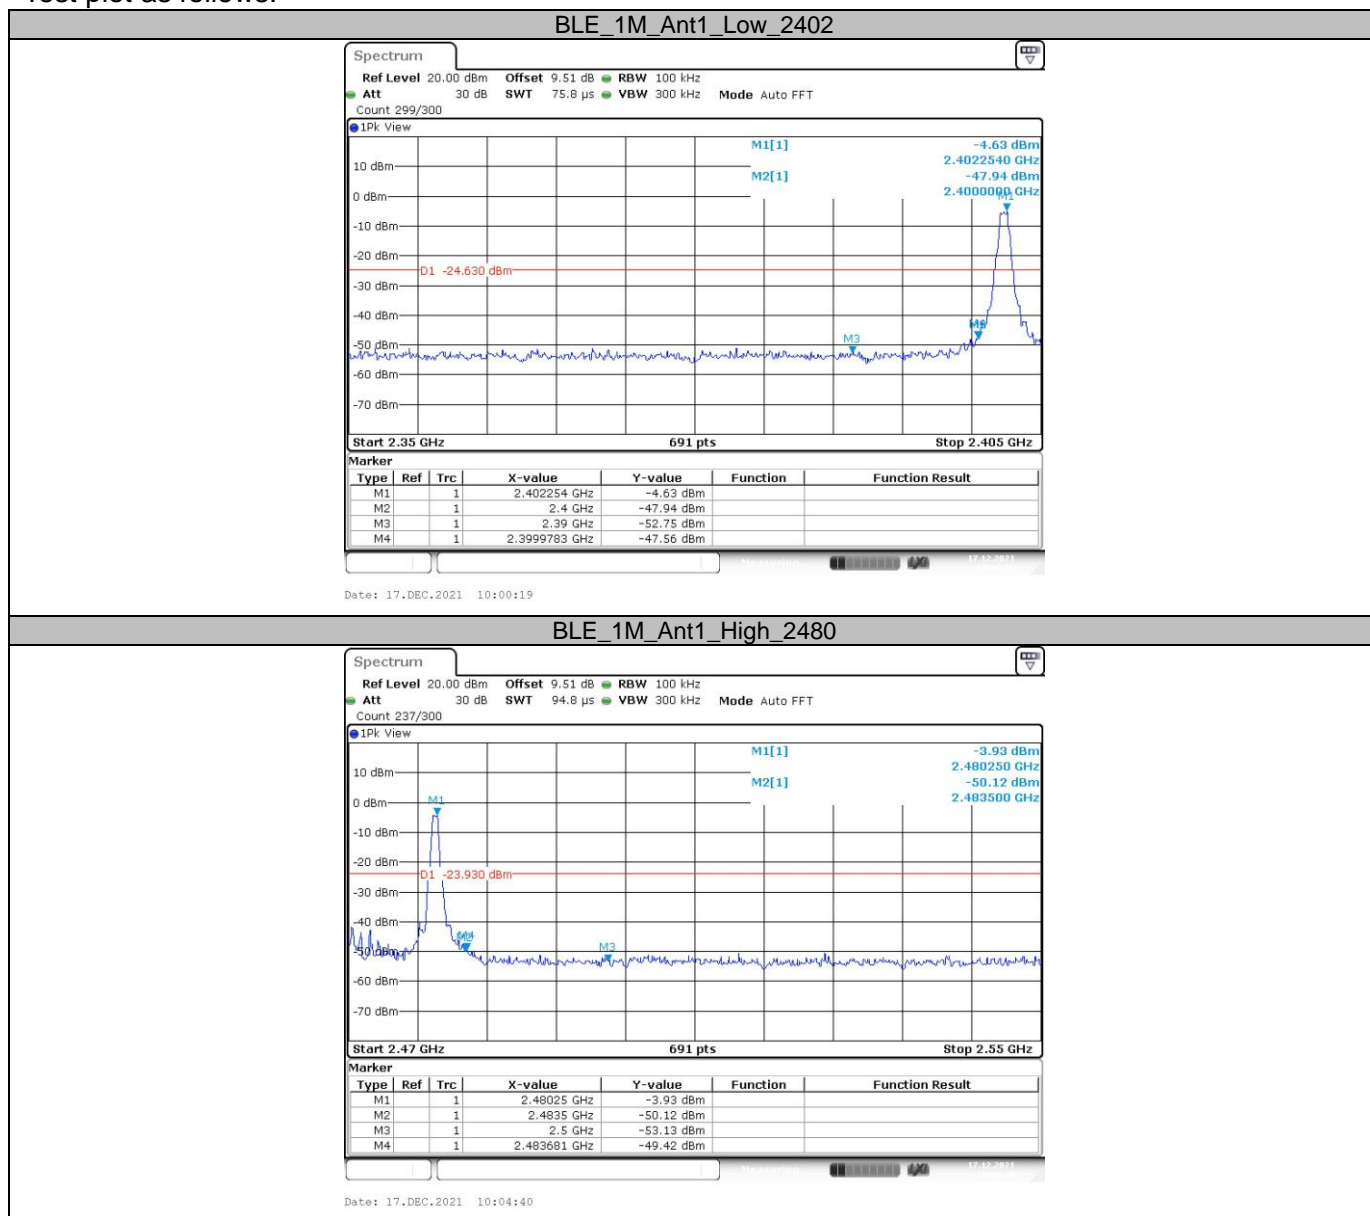 Test plot as follows:
BLE_1M_Ant1_Low_2402
Spectrum
Ref Level 20.00 dBm Offset 9.51 dB RBW 100 kHz
Att 30 dB SWT 75.8 µs VBW 300 kHz Mode Auto FFT
Count 299/300
1Pk View
M1[1] -4.63 dBm
2.4022540 GHz
M2[1] -47.94 dBm
2.4000000 GHz
M1
10 dBm
0 dBm
-10 dBm
-20 dBm
D1 -24.630 dBm
-30 dBm
-40 dBm
M3
-50 dBm
-60 dBm
-70 dBm
Start 2.35 GHz 691 pts Stop 2.405 GHz
Marker
Type Ref Trc X-value Y-value Function Function Result
M1 1 2.402254 GHz -4.63 dBm
M2 1 2.4 GHz -47.94 dBm
M3 1 2.39 GHz -52.75 dBm
M4 1 2.3999783 GHz -47.56 dBm
Measuring 17.12.2021
Date: 17.DEC.2021 10:00:19
BLE_1M_Ant1_High_2480
Spectrum
Ref Level 20.00 dBm Offset 9.51 dB RBW 100 kHz
Att 30 dB SWT 94.8 µs VBW 300 kHz Mode Auto FFT
Count 237/300
1Pk View
M1[1] -3.93 dBm
2.480250 GHz
M2[1] -50.12 dBm
2.483500 GHz
10 dBm
0 dBm
M1
-10 dBm
-20 dBm
D1 -23.930 dBm
-30 dBm
-40 dBm
M3
-50 dBm
-60 dBm
-70 dBm
Start 2.47 GHz 691 pts Stop 2.55 GHz
Marker
Type Ref Trc X-value Y-value Function Function Result
M1 1 2.48025 GHz -3.93 dBm
M2 1 2.4835 GHz -50.12 dBm
M3 1 2.5 GHz -53.13 dBm
M4 1 2.483681 GHz -49.42 dBm
Measuring 17.12.2021
Date: 17.DEC.2021 10:04:40